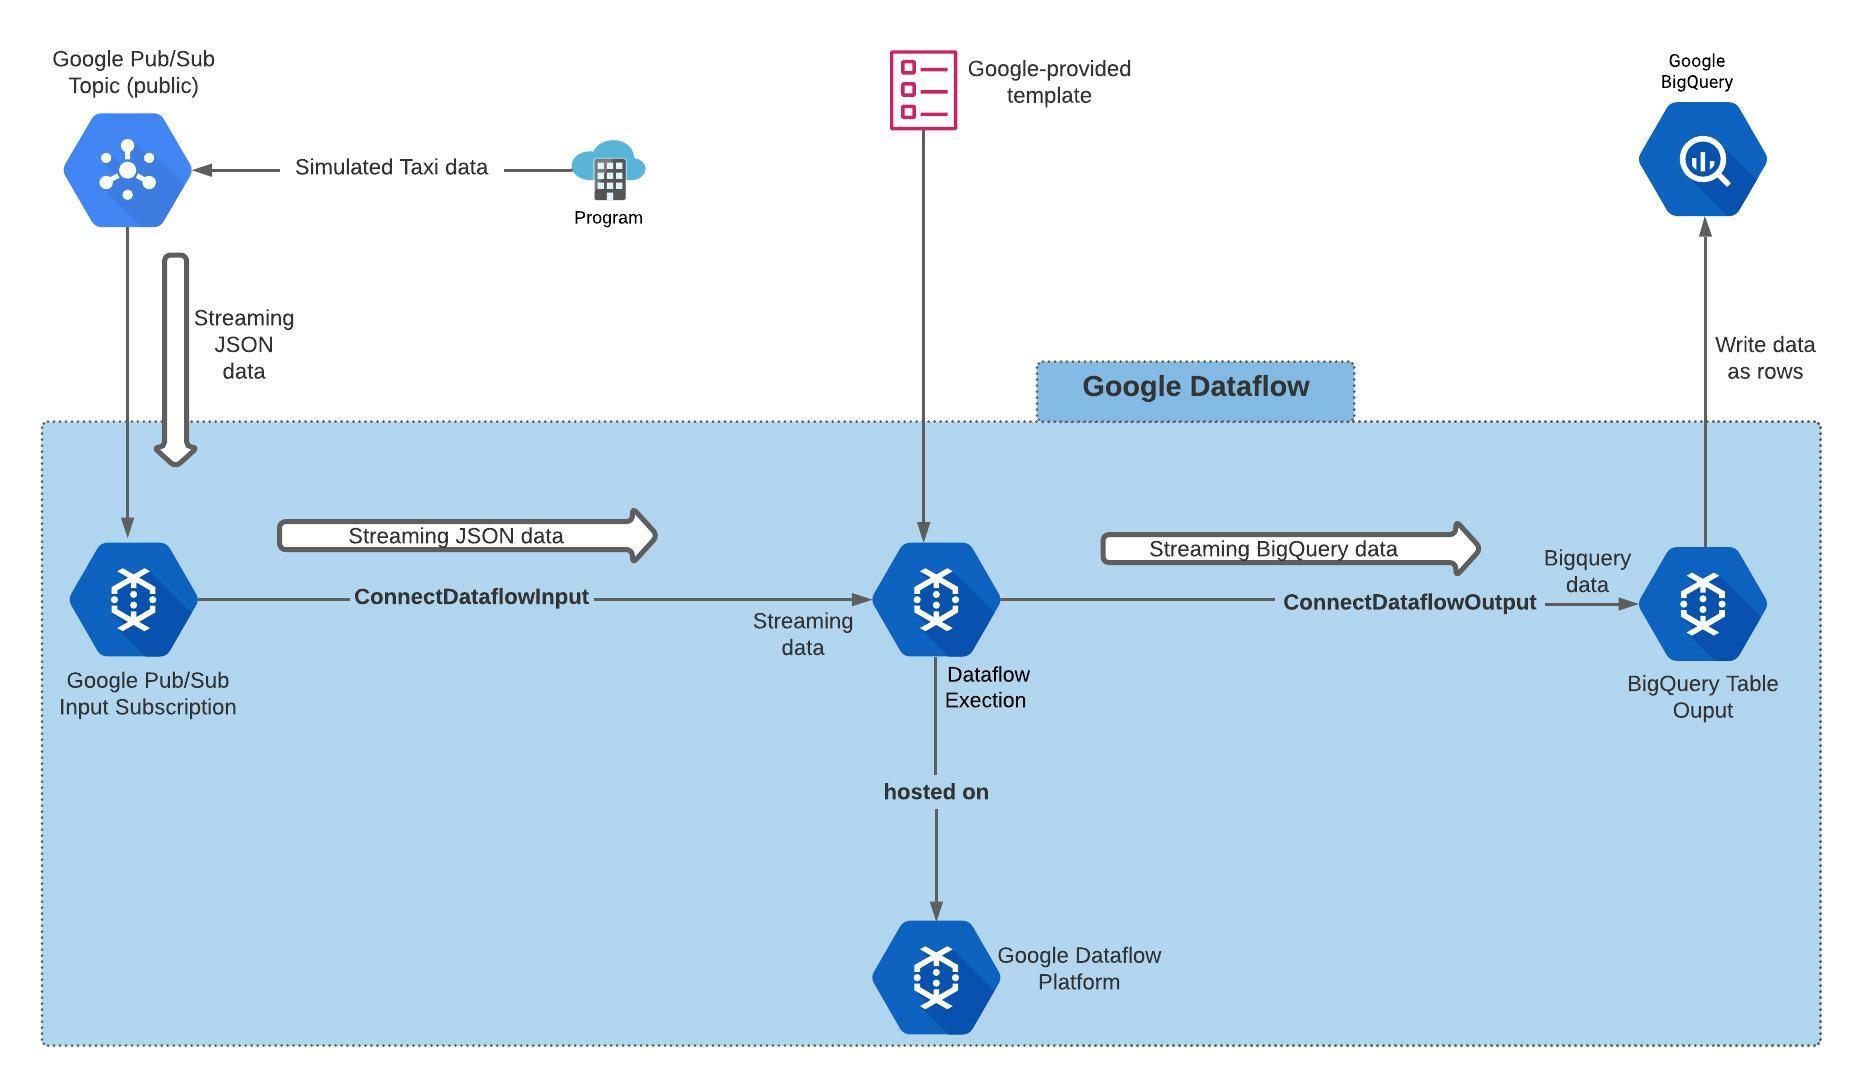 Google Pub/Sub
Topic (public)
Simulated Taxi data
Program
Google-provided
template
Google
BigQuery
Streaming
JSON
data
Write data
as rows
Google Dataflow
Streaming JSON data
ConnectDataflowInput
Streaming
data
Streaming BigQuery data
ConnectDataflowOutput
Bigquery
data
Google Pub/Sub
Input Subscription
Dataflow
Exection
BigQuery Table
Ouput
hosted on
Google Dataflow
Platform